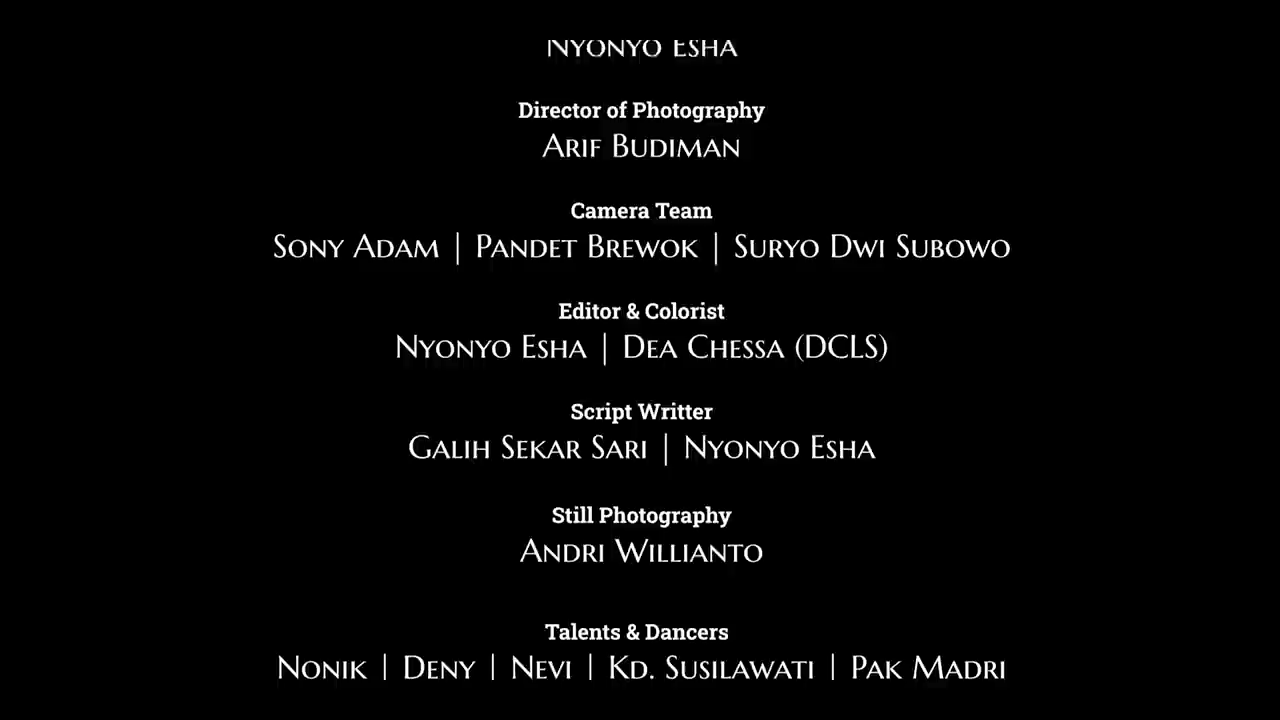 Nyonyo Esha
Director of Photography
Arif Budiman
Camera Team
Sony Adam | Pandet Brewok | Suryo Dwi Subowo
Editor & Colorist
Nyonyo Esha | Dea Chessa (DCLS)
Script Writter
Galih Sekar Sari | Nyonyo Esha
Still Photography
Andri Willianto
Talents & Dancers
Nonik | Deny | Nevi | Kd. Susilawati | Pak Madri